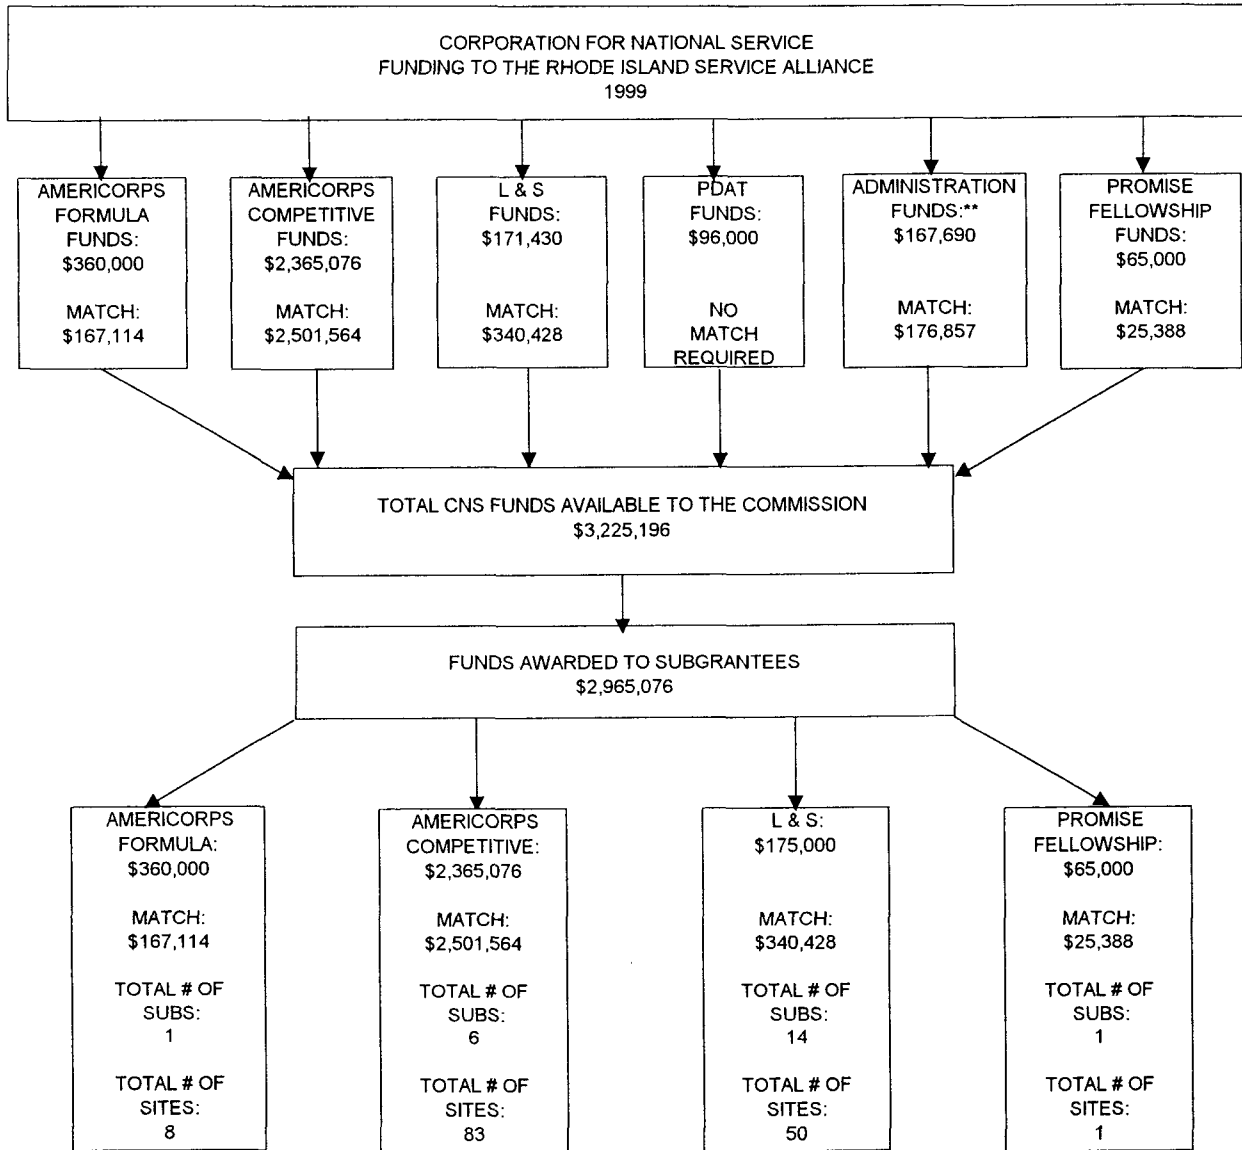 CORPORATION FOR NATIONAL SERVICE
FUNDING TO THE RHODE ISLAND SERVICE ALLIANCE
1999
AMERICORPS
FORMULA
FUNDS:
$360,000
MATCH:
$167,114
AMERICORPS
COMPETITIVE
FUNDS:
$2,365,076
MATCH:
$2,501,564
L & S
FUNDS:
$171,430
MATCH:
$340,428
PDAT
FUNDS:
$96,000
NO
MATCH
REQUIRED
ADMINISTRATION
FUNDS:**
$167,690
MATCH:
$176,857
PROMISE
FELLOWSHIP
FUNDS:
$65,000
MATCH:
$25,388
TOTAL CNS FUNDS AVAILABLE TO THE COMMISSION
$3,225,196
FUNDS AWARDED TO SUBGRANTEES
$2,965,076
AMERICORPS
FORMULA:
$360,000
MATCH:
$167,114
TOTAL # OF
SUBS:
1
TOTAL # OF
SITES:
8
AMERICORPS
COMPETITIVE:
$2,365,076
MATCH:
$2,501,564
TOTAL # OF
SUBS:
6
TOTAL # OF
SITES:
83
L & S:
$175,000
MATCH:
$340,428
TOTAL # OF
SUBS:
14
TOTAL # OF
SITES:
50
PROMISE
FELLOWSHIP:
$65,000
MATCH:
$25,388
TOTAL # OF
SUBS:
1
TOTAL # OF
SITES:
1